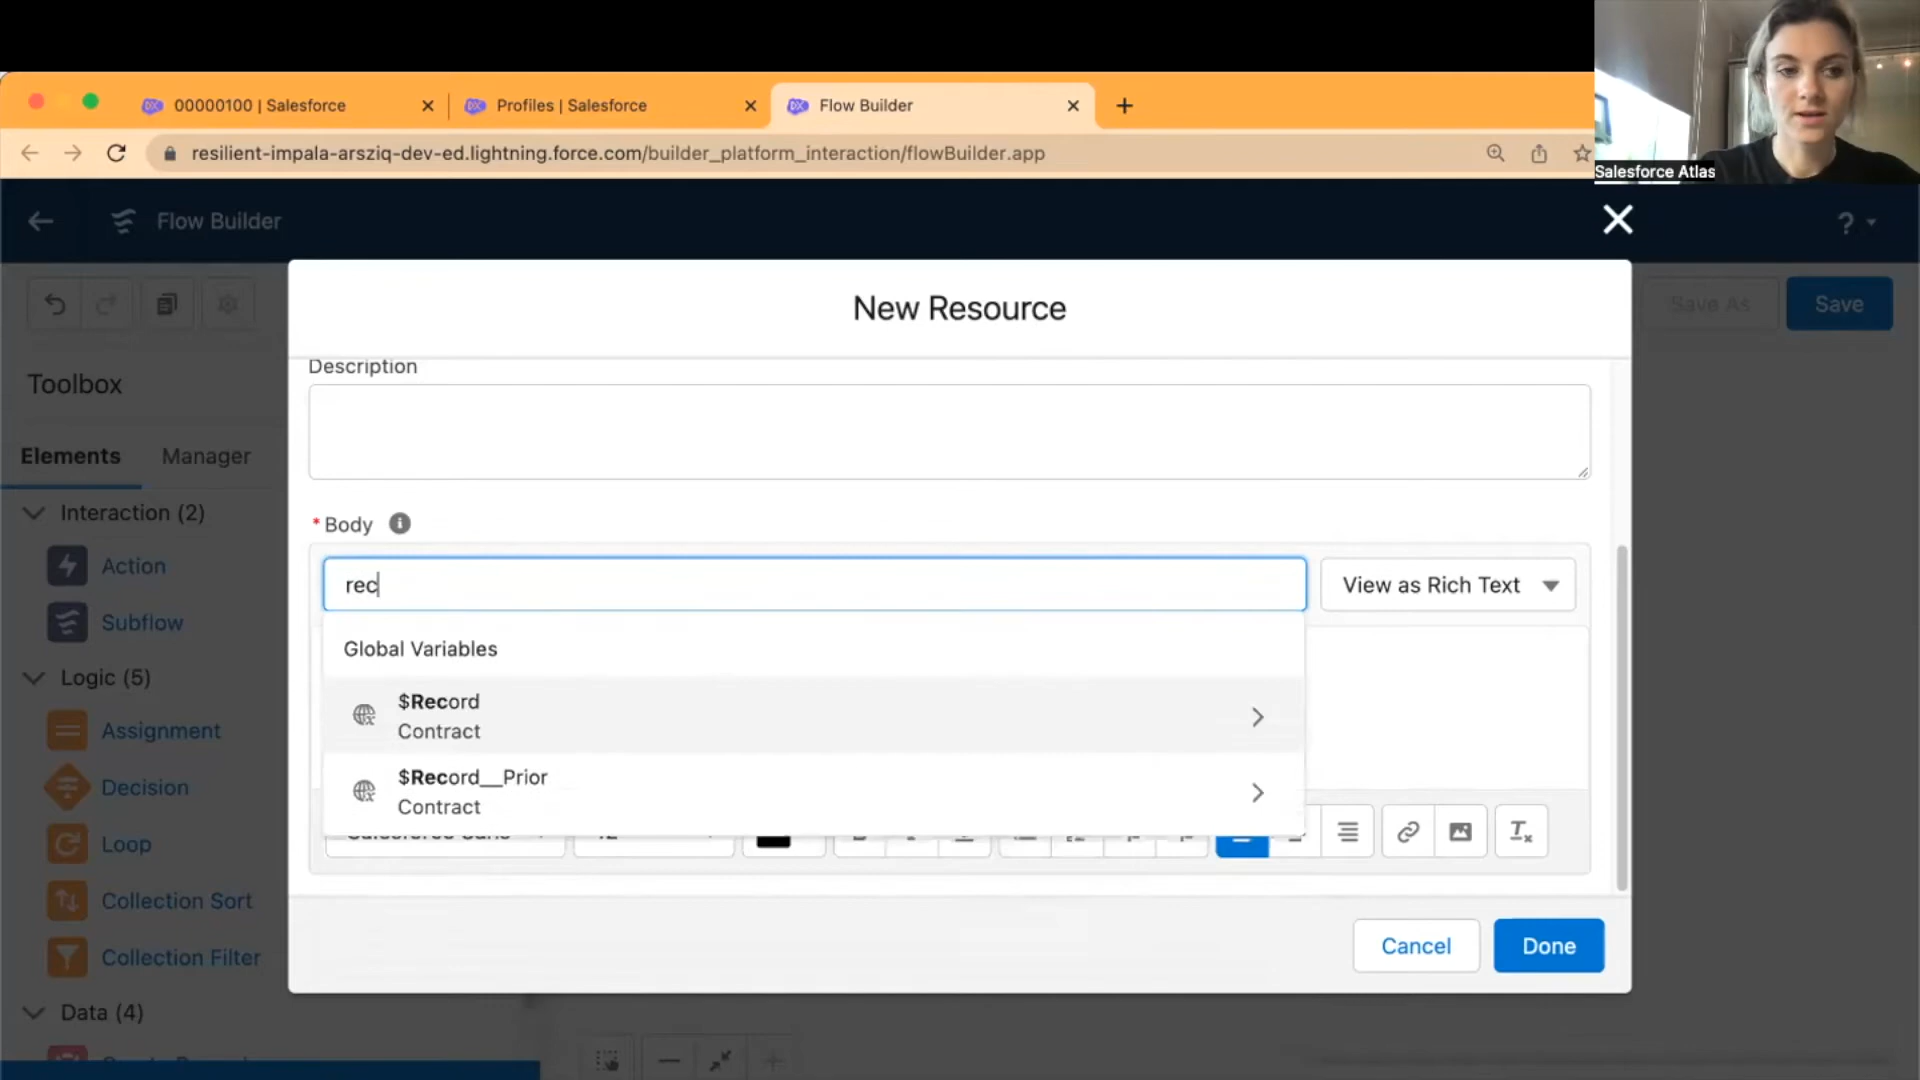 00000100 | Salesforce
Profiles | Salesforce
Flow Builder
resilient-impala-arsziq-dev-ed.lightning.force.com/builder_platform_interaction/flowBuilder.app
Salesforce Atlas
Flow Builder
?
New Resource
Save As
Save
Toolbox
Description
Elements
Manager
Interaction (2)
* Body
Action
rec
View as Rich Text
Subflow
Global Variables
Logic (5)
$Record
Contract
Assignment
$Record__Prior
Contract
Decision
Loop
Collection Sort
Cancel
Done
Collection Filter
Data (4)